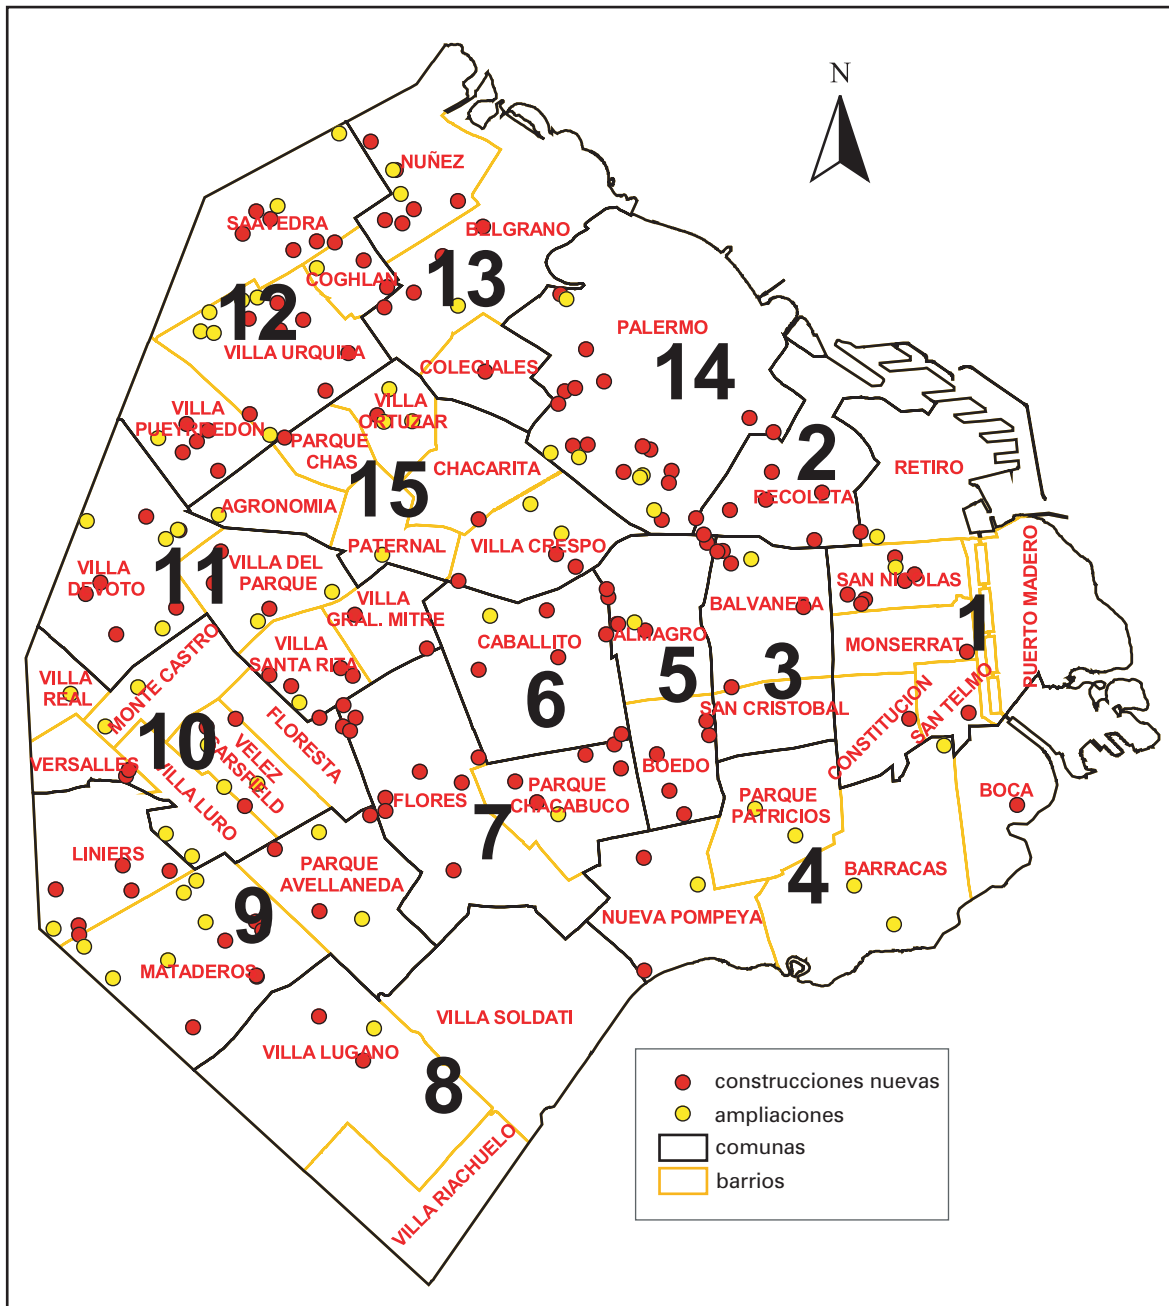 N
NUÑEZ
SAAVEDRA
BELGRANO
COGHLAN
13
12
PALERMO
VILLA URQUIZA
COLEGIALES
14
VILLA
PUEYRREDON
VILLA
ORTUZAR
PARQUE
CHAS
CHACARITA
2
RETIRO
15
RECOLETA
AGRONOMIA
PATERNAL
VILLA CRESPO
11
VILLA
DEVOTO
VILLA DEL
PARQUE
SAN NICOLAS
PUERTO MADERO
VILLA
GRAL. MITRE
BALVANERA
1
CABALLITO
ALMAGRO
MONSERRAT
VILLA
SANTA RITA
MONTE CASTRO
VILLA
REAL
6
5
3
SAN CRISTOBAL
CONSTITUCION
SAN TELMO
FLORESTA
10
VELEZ
SARSFIELD
VERSALLES
VILLA LURO
BOEDO
FLORES
PARQUE
CHACABUCO
PARQUE
PATRICIOS
BOCA
7
LINIERS
PARQUE
AVELLANEDA
4
BARRACAS
9
NUEVA POMPEYA
MATADEROS
VILLA SOLDATI
VILLA LUGANO
8
VILLA RIACHUELO
construcciones nuevas
ampliaciones
comunas
barrios